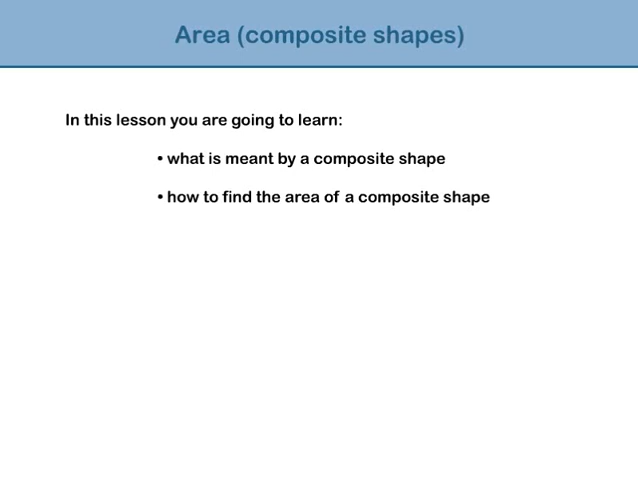 Area (composite shapes)
In this lesson you are going to learn:
• what is meant by a composite shape
• how to find the area of a composite shape